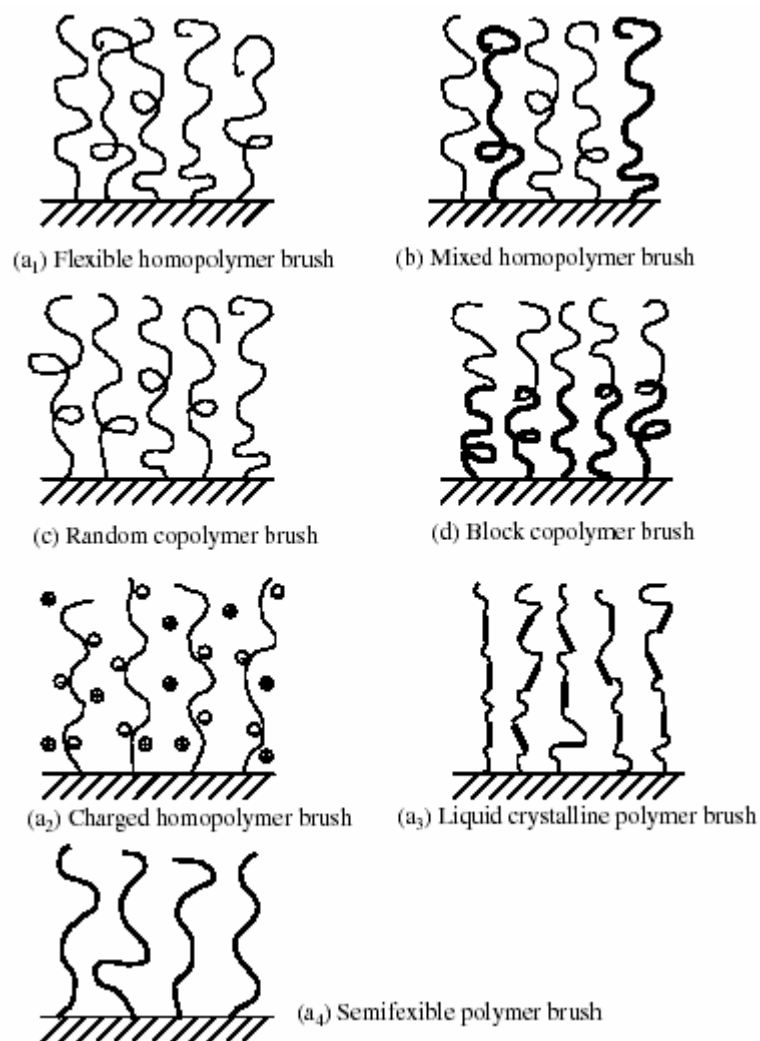 (a₁) Flexible homopolymer brush
(b) Mixed homopolymer brush
(c) Random copolymer brush
(d) Block copolymer brush
(a₂) Charged homopolymer brush
(a₃) Liquid crystalline polymer brush
(a₄) Semifexible polymer brush